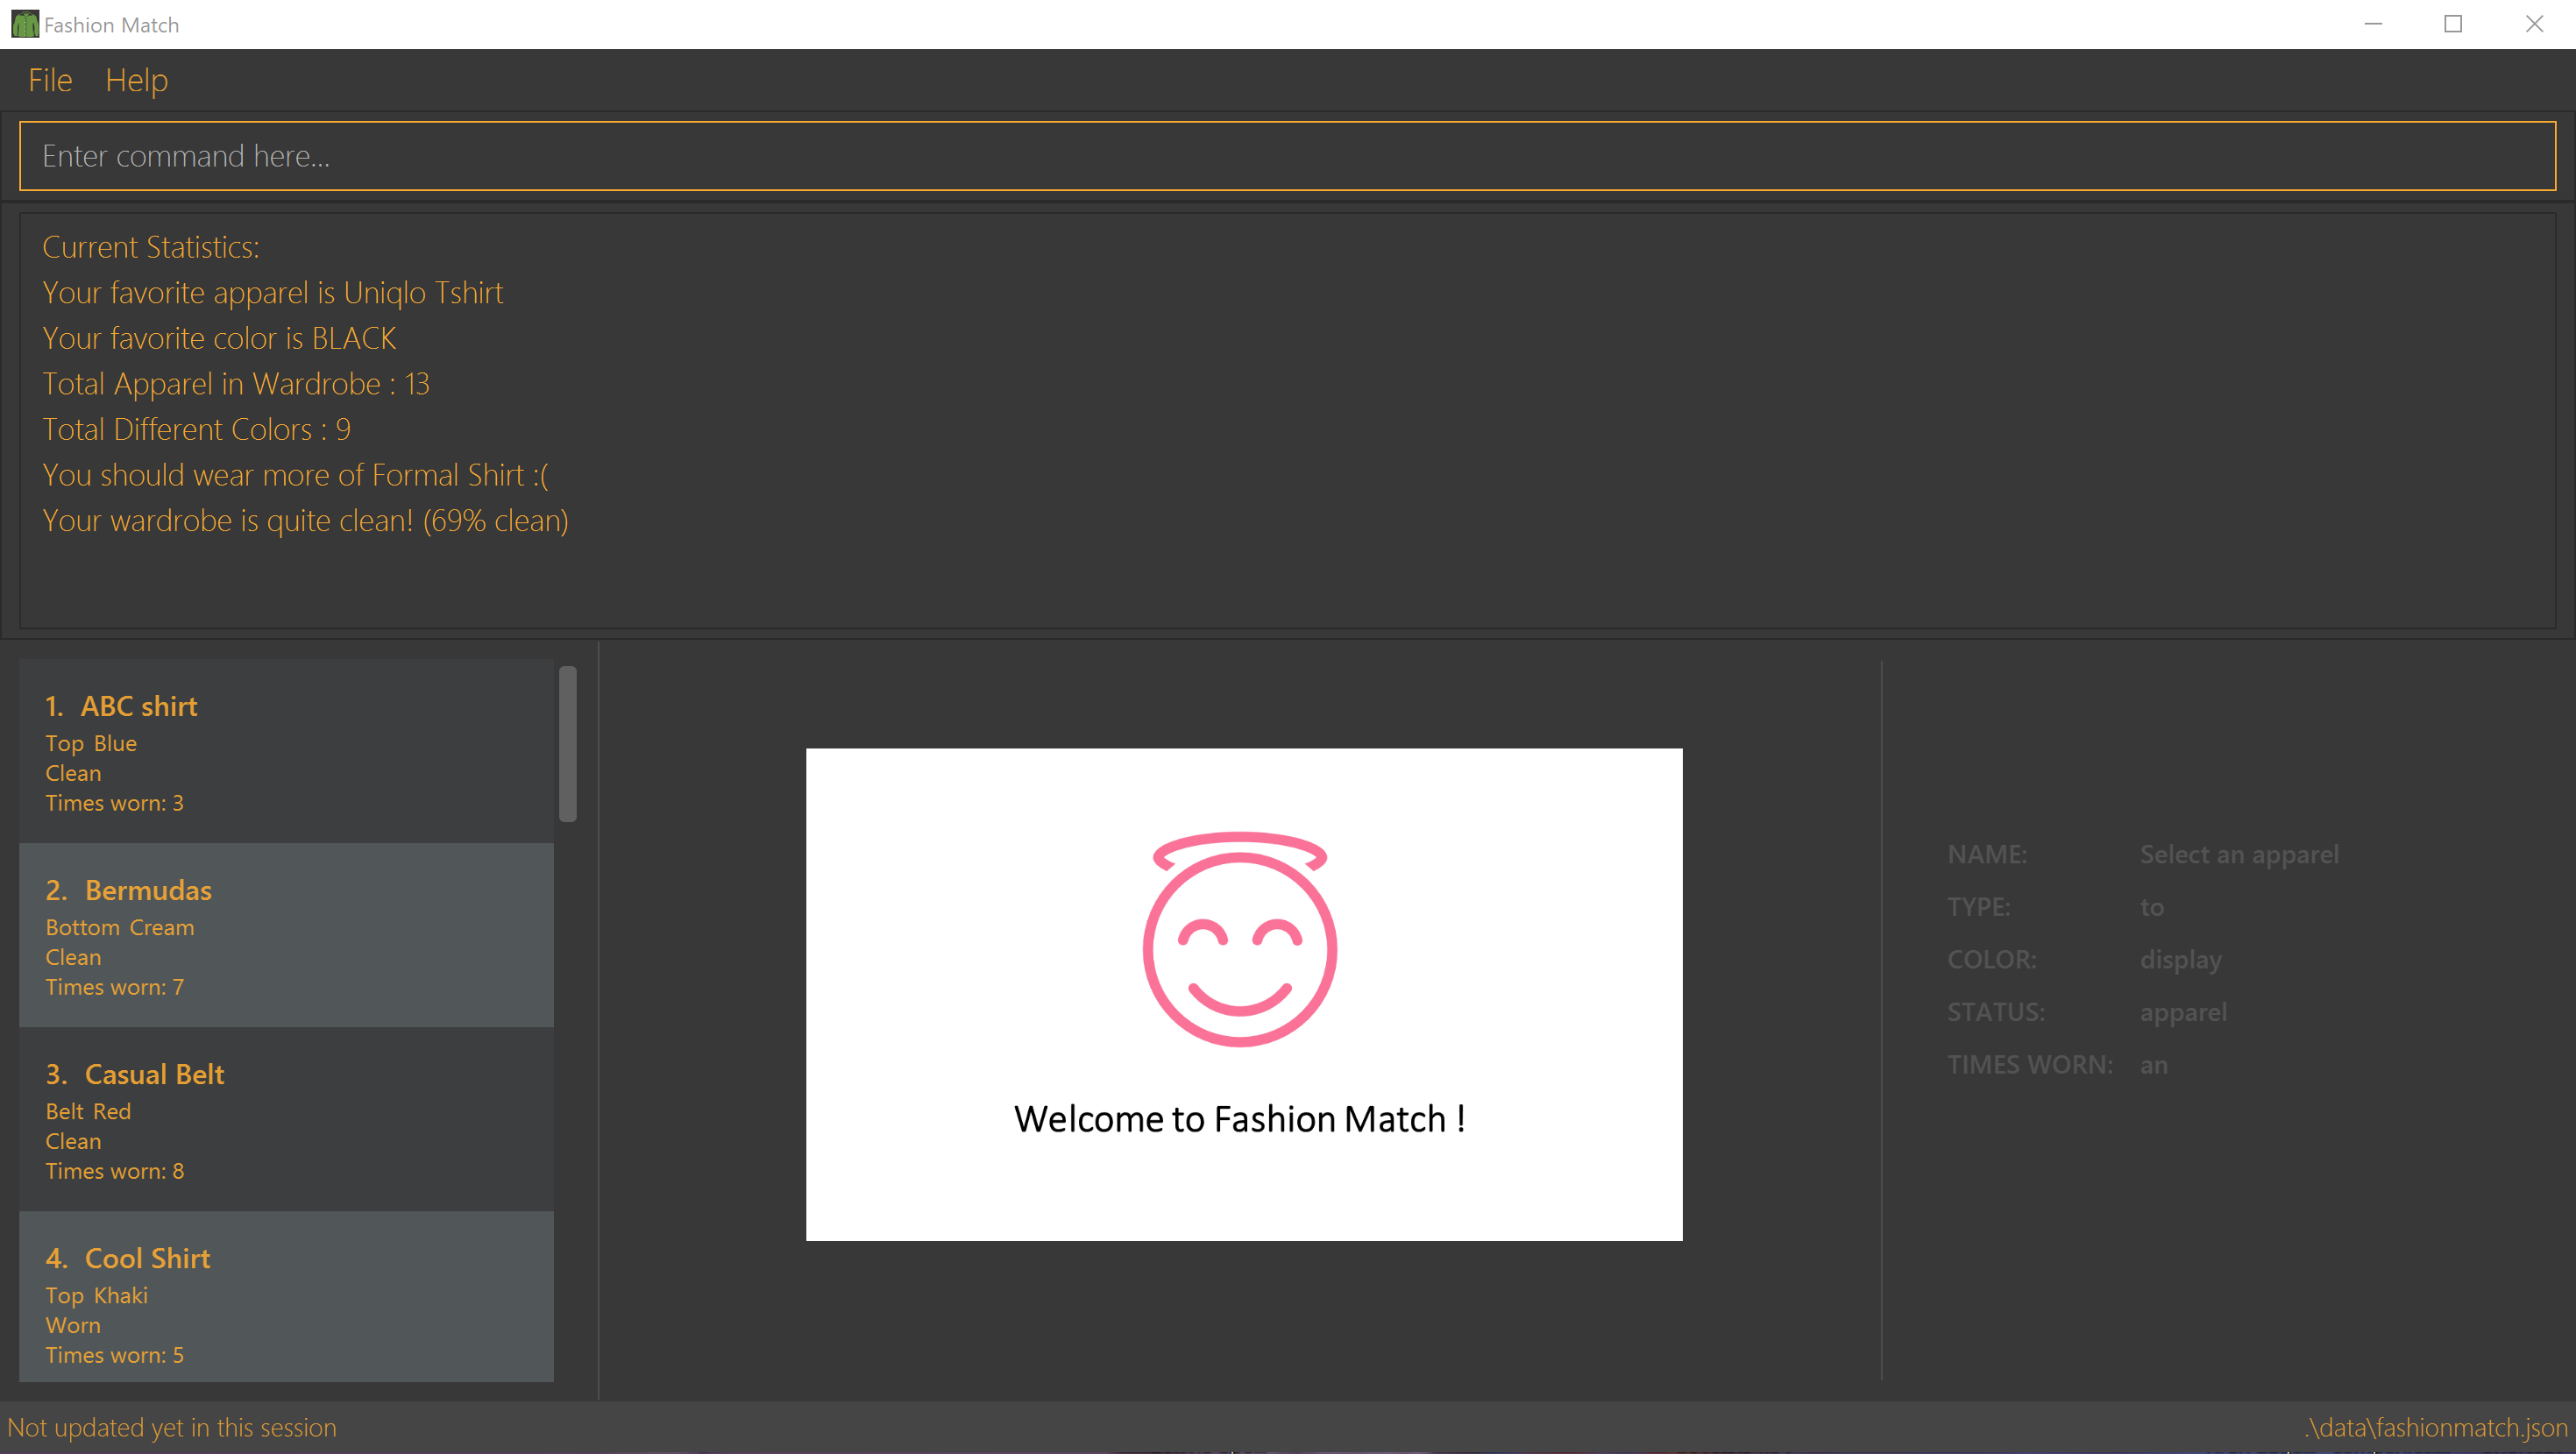 Fashion Match
File Help
Enter command here...
Current Statistics:
Your favorite apparel is Uniqlo Tshirt
Your favorite color is BLACK
Total Apparel in Wardrobe : 13
Total Different Colors : 9
You should wear more of Formal Shirt :(
Your wardrobe is quite clean! (69% clean)
1. ABC shirt
Top Blue
Clean
Times worn: 3
2. Bermudas
Bottom Cream
Clean
Times worn: 7
3. Casual Belt
Belt Red
Clean
Times worn: 8
4. Cool Shirt
Top Khaki
Worn
Times worn: 5
Welcome to Fashion Match !
NAME: Select an apparel
TYPE: to
COLOR: display
STATUS: apparel
TIMES WORN: an
Not updated yet in this session
.\data\fashionmatch.json